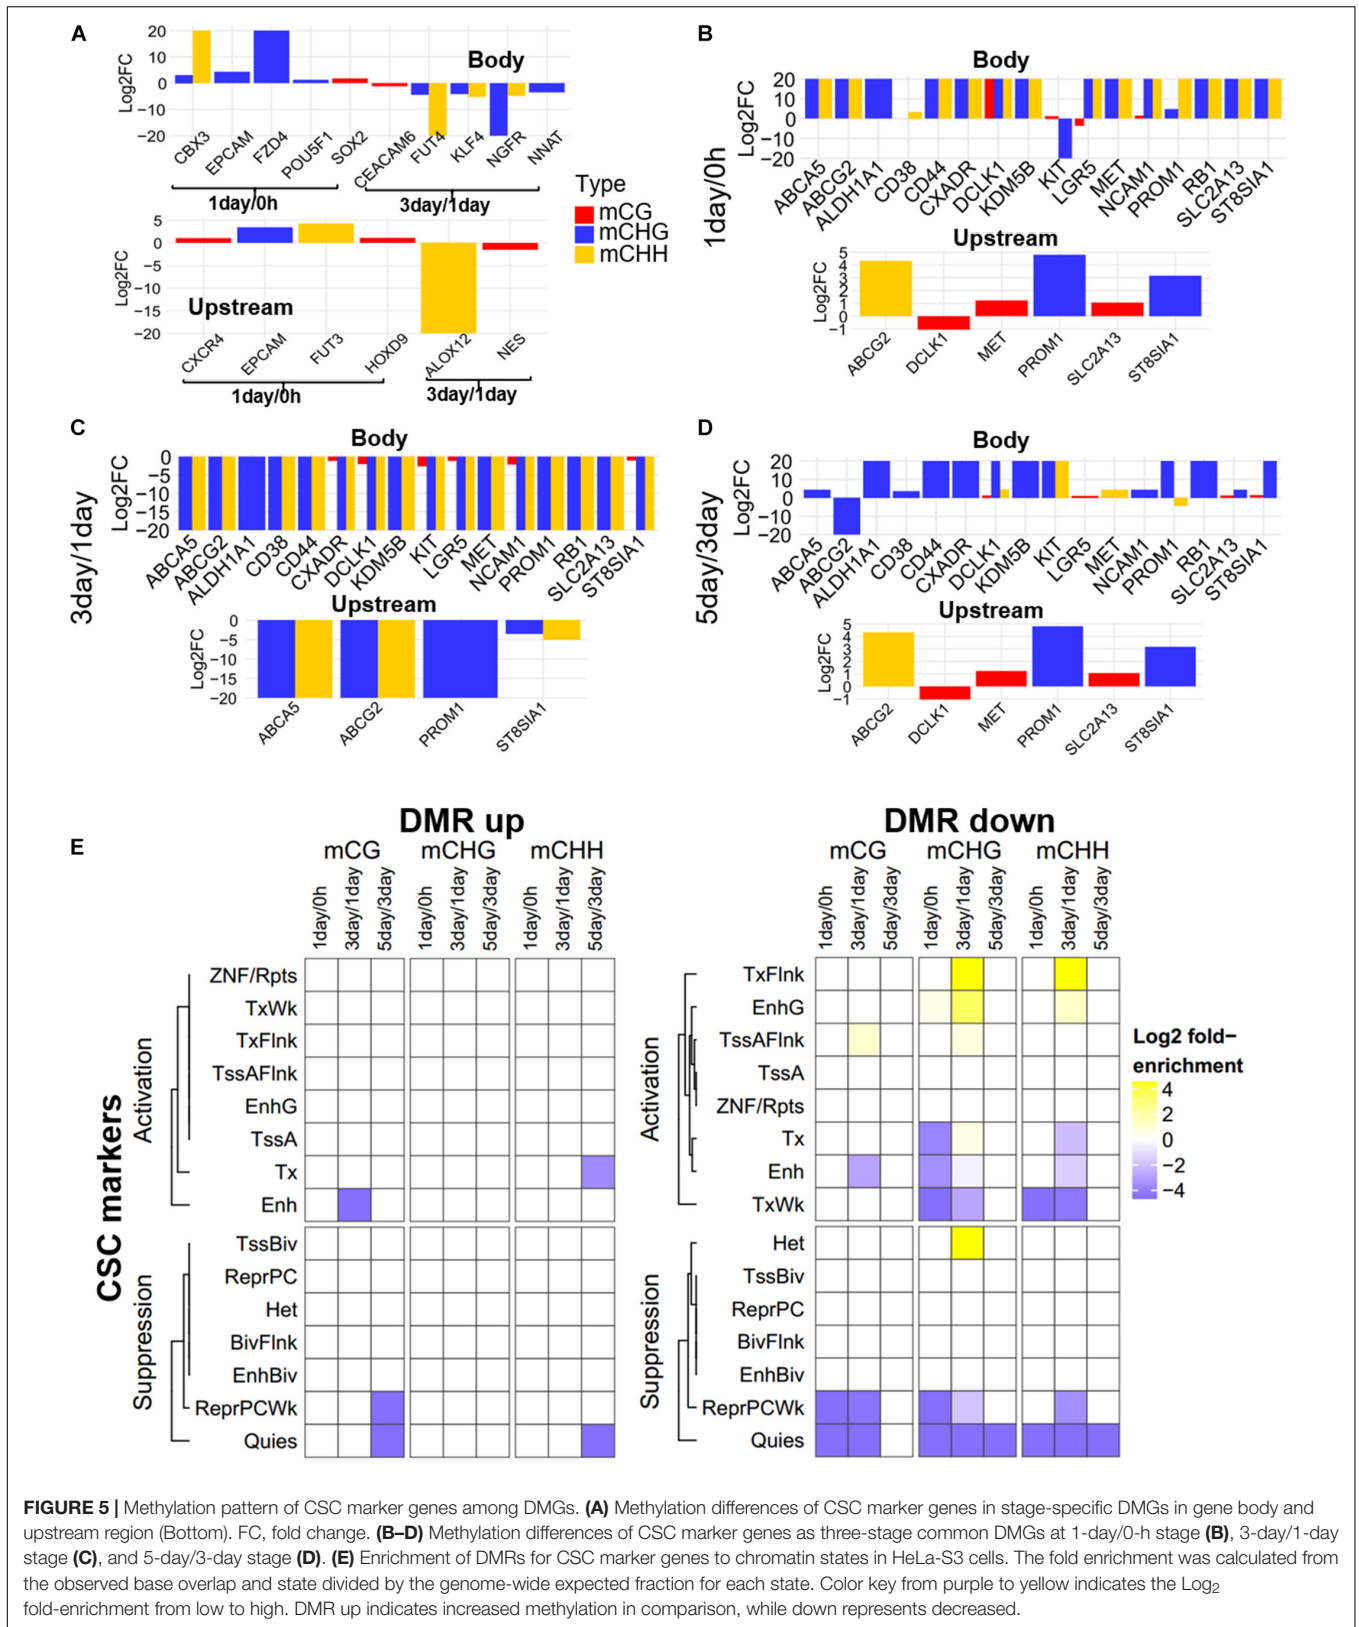 A
Body
Log2FC
20
10
0
−10
−20
CBX3 EPCAM FZD4 POU5F1 SOX2 CEACAM6 FUT4 KLF4 NGFR NNAT
1day/0h 3day/1day
Type
mCG
mCHG
mCHH
Log2FC
5
0
−5
−10
−15
−20
Upstream
CXCR4 EPCAM FUT3 HOXD9 ALOX12 NES
1day/0h 3day/1day
B
1day/0h
Body
Log2FC
20
10
0
−10
−20
ABCA5 ABCG2 ALDH1A1 CD38 CD44 CXADR DCLK1 KDM5B KIT LGR5 MET NCAM1 PROM1 RB1 SLC2A13 ST8SIA1
Upstream
Log2FC
5
4
3
2
1
0
−1
ABCG2 DCLK1 MET PROM1 SLC2A13 ST8SIA1
C
3day/1day
Body
Log2FC
0
−5
−10
−15
−20
ABCA5 ABCG2 ALDH1A1 CD38 CD44 CXADR DCLK1 KDM5B KIT LGR5 MET NCAM1 PROM1 RB1 SLC2A13 ST8SIA1
Upstream
Log2FC
0
−5
−10
−15
−20
ABCA5 ABCG2 PROM1 ST8SIA1
D
5day/3day
Body
Log2FC
20
10
0
−10
−20
ABCA5 ABCG2 ALDH1A1 CD38 CD44 CXADR DCLK1 KDM5B KIT LGR5 MET NCAM1 PROM1 RB1 SLC2A13 ST8SIA1
Upstream
Log2FC
5
4
3
2
1
0
−1
ABCG2 DCLK1 MET PROM1 SLC2A13 ST8SIA1
E
CSC markers
DMR up
mCG mCHG mCHH
1day/0h 3day/1day 5day/3day 1day/0h 3day/1day 5day/3day 1day/0h 3day/1day 5day/3day
Activation
ZNF/Rpts
TxWk
TxFlnk
TssAFlnk
EnhG
TssA
Tx
Enh
Suppression
TssBiv
ReprPC
Het
BivFlnk
EnhBiv
ReprPCWk
Quies
DMR down
mCG mCHG mCHH
1day/0h 3day/1day 5day/3day 1day/0h 3day/1day 5day/3day 1day/0h 3day/1day 5day/3day
Activation
TxFlnk
EnhG
TssAFlnk
TssA
ZNF/Rpts
Tx
Enh
TxWk
Suppression
Het
TssBiv
ReprPC
BivFlnk
EnhBiv
ReprPCWk
Quies
Log2 fold−
enrichment
4
2
0
−2
−4
FIGURE 5 | Methylation pattern of CSC marker genes among DMGs. (A) Methylation differences of CSC marker genes in stage-specific DMGs in gene body and
upstream region (Bottom). FC, fold change. (B–D) Methylation differences of CSC marker genes as three-stage common DMGs at 1-day/0-h stage (B), 3-day/1-day
stage (C), and 5-day/3-day stage (D). (E) Enrichment of DMRs for CSC marker genes to chromatin states in HeLa-S3 cells. The fold enrichment was calculated from
the observed base overlap and state divided by the genome-wide expected fraction for each state. Color key from purple to yellow indicates the Log2
fold-enrichment from low to high. DMR up indicates increased methylation in comparison, while down represents decreased.